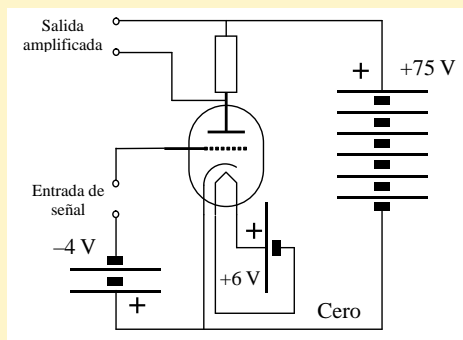 Salida
amplificada
+
+75 V
Entrada de
señal
–4 V
+
+
+6 V
Cero